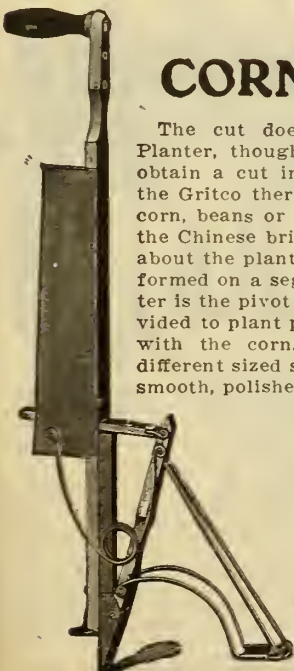 CORN
The cut doe
Planter, though
obtain a cut in
the Gritco ther
corn, beans or
the Chinese bri
about the plant
formed on a seg
ter is the pivot
vided to plant p
with the corn.
different sized s
smooth, polishe